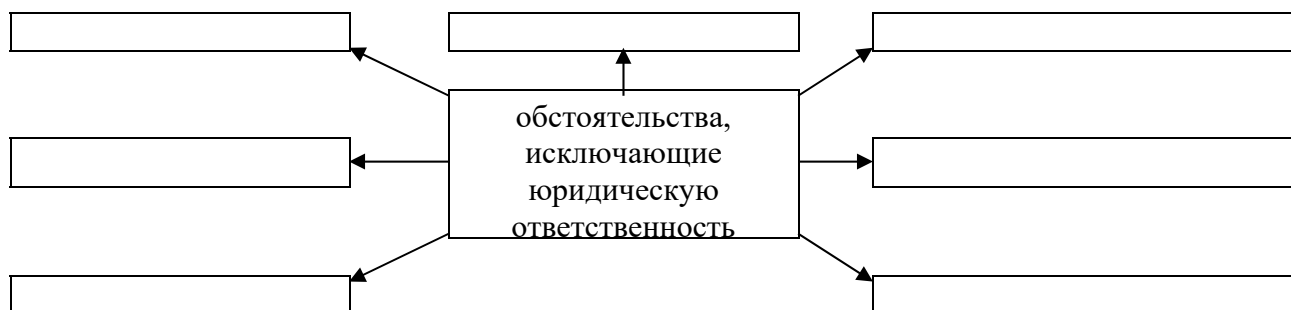 обстоятельства,
исключающие
юридическую
ответственность